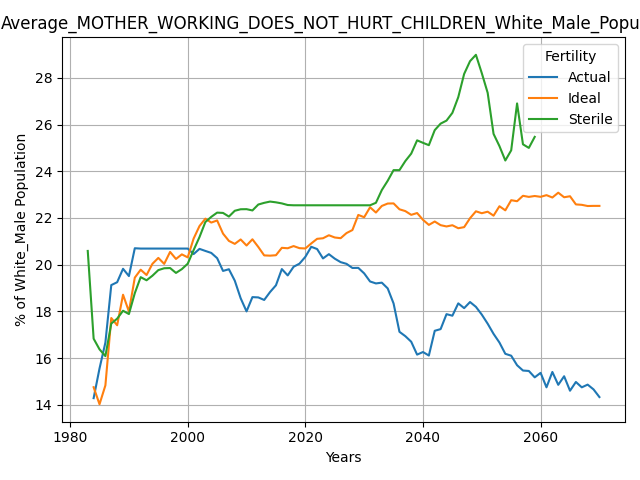 Average_MOTHER_WORKING_DOES_NOT_HURT_CHILDREN_White_Male_Popu
Fertility
Actual
Ideal
Sterile
% of White_Male Population
28
26
24
22
20
18
16
14
1980
2000
2020
2040
2060
Years